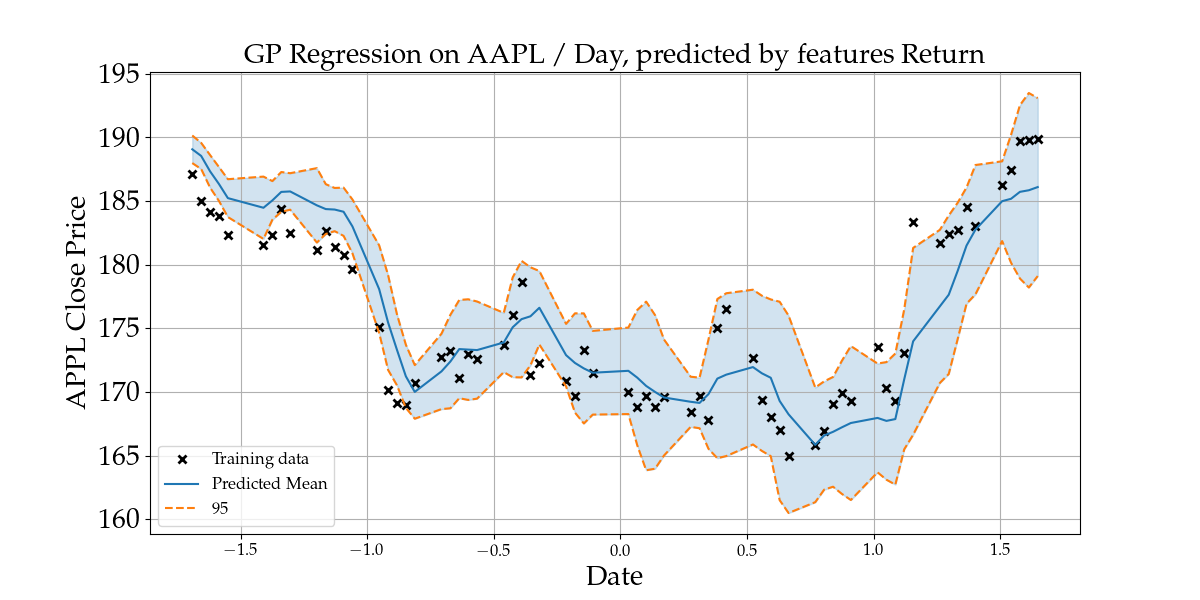 GP Regression on AAPL / Day, predicted by features Return
195
190
185
180
175
170
165
160
APPL Close Price
Training data
Predicted Mean
95
−1.5 −1.0 −0.5 0.0 0.5 1.0 1.5
Date